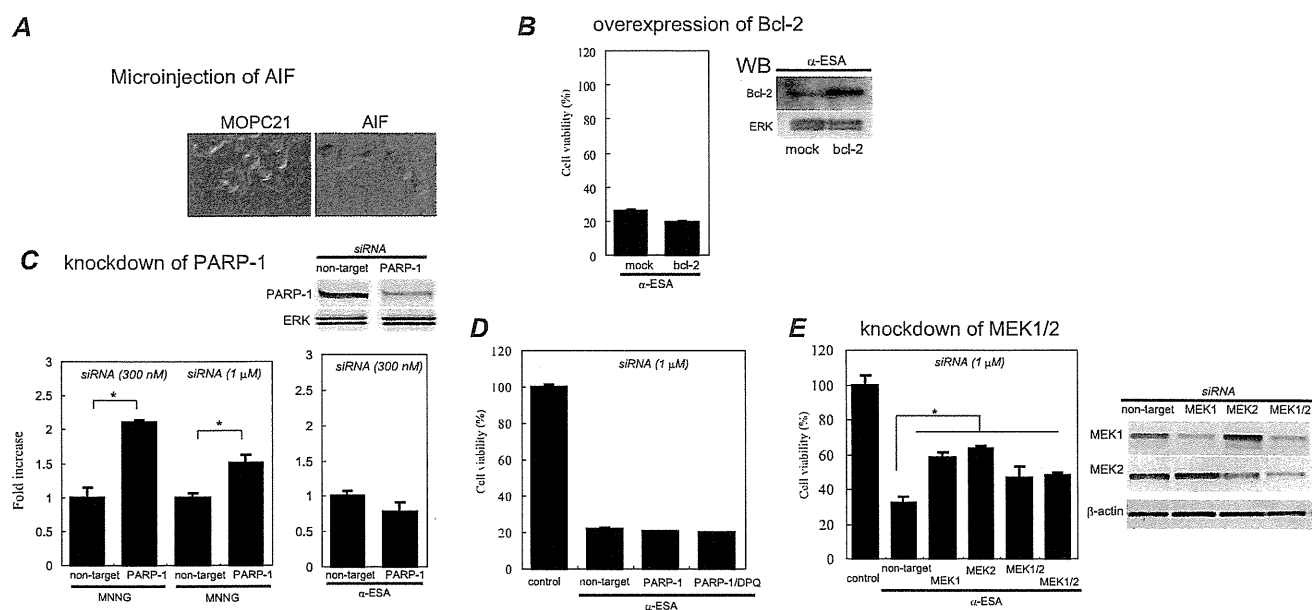 A
Microinjection of AIF
MOPC21 AIF
B
overexpression of Bcl-2
120
100
80
60
40
20
0
Cell viability (%)
mock bcl-2
α-ESA
WB
α-ESA
Bcl-2
ERK
mock bcl-2
C
knockdown of PARP-1
siRNA
non-target PARP-1
PARP-1
ERK
3
2.5
2
1.5
1
0.5
0
Fold increase
siRNA (300 nM) siRNA (1 μM)
* *
non-target PARP-1 non-target PARP-1
MNNG MNNG
3
2.5
2
1.5
1
0.5
0
siRNA (300 nM)
non-target PARP-1
α-ESA
D
120
100
80
60
40
20
0
Cell viability (%)
siRNA (1 μM)
control non-target PARP-1 PARP-1/DPQ
α-ESA
E
knockdown of MEK1/2
120
100
80
60
40
20
0
Cell viability (%)
siRNA (1 μM)
*
control non-target MEK1 MEK2 MEK1/2 MEK1/2
α-ESA
siRNA
non-target MEK1 MEK2 MEK1/2
MEK1
MEK2
β-actin